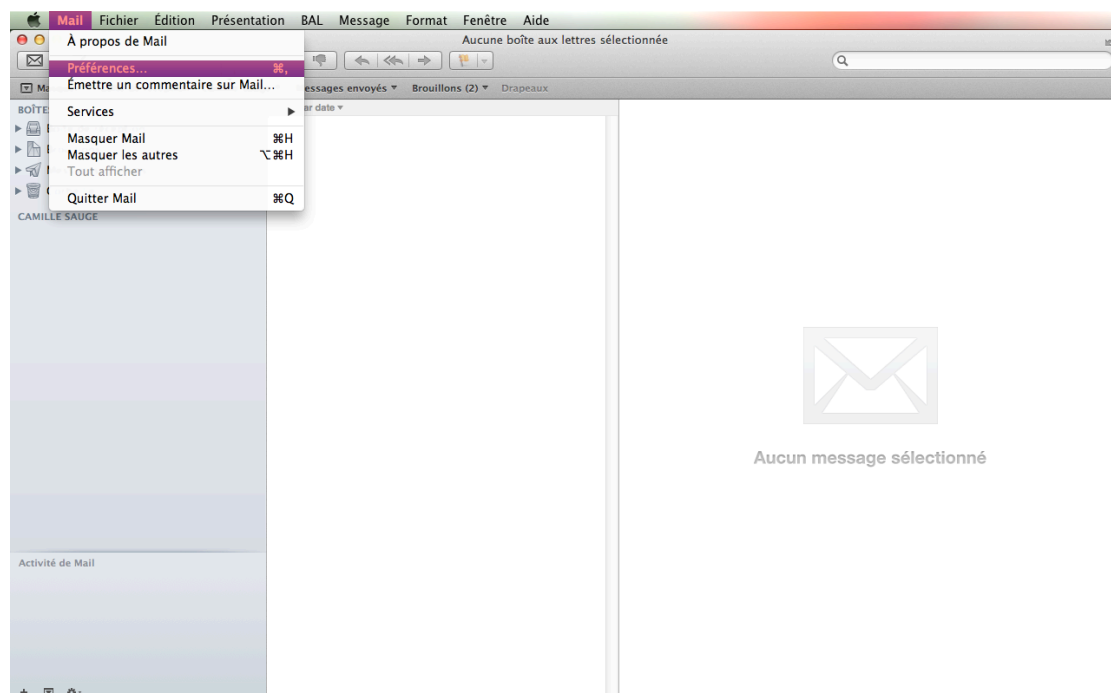 Mail Fichier Édition Présentation BAL Message Format Fenêtre Aide
Aucune boîte aux lettres sélectionnée
À propos de Mail
Préférences... ⌘,
Émettre un commentaire sur Mail...
Services
Masquer Mail ⌘H
Masquer les autres ⌥⌘H
Tout afficher
Quitter Mail ⌘Q
envoyés Brouillons (2) Drapeaux
date
CAMILLE SAUGE
Aucun message sélectionné
Activité de Mail